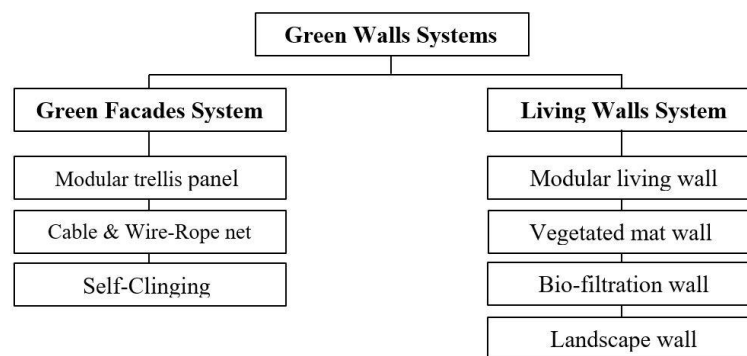 Green Walls Systems
Green Facades System
Modular trellis panel
Cable & Wire-Rope net
Self-Clinging
Living Walls System
Modular living wall
Vegetated mat wall
Bio-filtration wall
Landscape wall